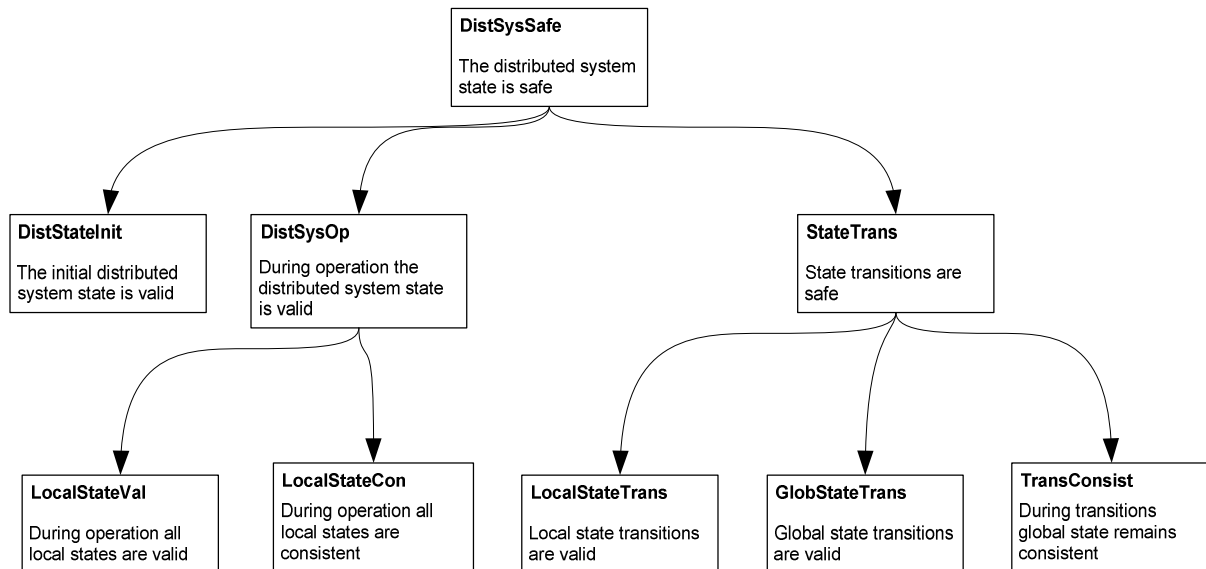 DistSysSafe
The distributed system
state is safe
DistStateInit
The initial distributed
system state is valid
DistSysOp
During operation the
distributed system state
is valid
StateTrans
State transitions are
safe
LocalStateVal
During operation all
local states are valid
LocalStateCon
During operation all
local states are
consistent
LocalStateTrans
Local state transitions
are valid
GlobStateTrans
Global state transitions
are valid
TransConsist
During transitions
global state remains
consistent